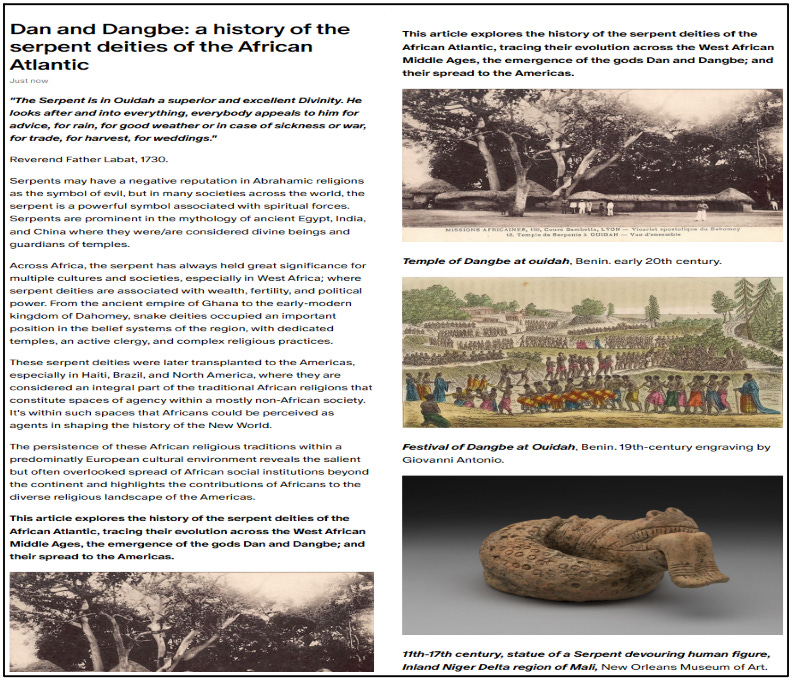 Dan and Dangbe: a history of the
serpent deities of the African
Atlantic
Just now
"The Serpent is in Ouidah a superior and excellent Divinity. He
looks after and into everything, everybody appeals to him for
advice, for rain, for good weather or in case of sickness or war,
for trade, for harvest, for weddings."
Reverend Father Labat, 1730.
Serpents may have a negative reputation in Abrahamic religions
as the symbol of evil, but in many societies across the world, the
serpent is a powerful symbol associated with spiritual forces.
Serpents are prominent in the mythology of ancient Egypt, India,
and China where they were/are considered divine beings and
guardians of temples.
Across Africa, the serpent has always held great significance for
multiple cultures and societies, especially in West Africa; where
serpent deities are associated with wealth, fertility, and political
power. From the ancient empire of Ghana to the early-modern
kingdom of Dahomey, snake deities occupied an important
position in the belief systems of the region, with dedicated
temples, an active clergy, and complex religious practices.
These serpent deities were later transplanted to the Americas,
especially in Haiti, Brazil, and North America, where they are
considered an integral part of the traditional African religions that
constitute spaces of agency within a mostly non-African society.
It's within such spaces that Africans could be perceived as
agents in shaping the history of the New World.
The persistence of these African religious traditions within a
predominatly European cultural environment reveals the salient
but often overlooked spread of African social institutions beyond
the continent and highlights the contributions of Africans to the
diverse religious landscape of the Americas.
This article explores the history of the serpent deities of the
African Atlantic, tracing their evolution across the West African
Middle Ages, the emergence of the gods Dan and Dangbe; and
their spread to the Americas.
This article explores the history of the serpent deities of the
African Atlantic, tracing their evolution across the West African
Middle Ages, the emergence of the gods Dan and Dangbe; and
their spread to the Americas.
MISSIONS AFRICAINES, 150, Cours Gambetta, LYON — Vicariat apostolique du Dahomey
12. Temple de Serpents à OUIDAH — Vue d'ensemble
Temple of Dangbe at ouidah, Benin. early 20th century.
Festival of Dangbe at Ouidah, Benin. 19th-century engraving by
Giovanni Antonio.
11th-17th century, statue of a Serpent devouring human figure,
Inland Niger Delta region of Mali, New Orleans Museum of Art.